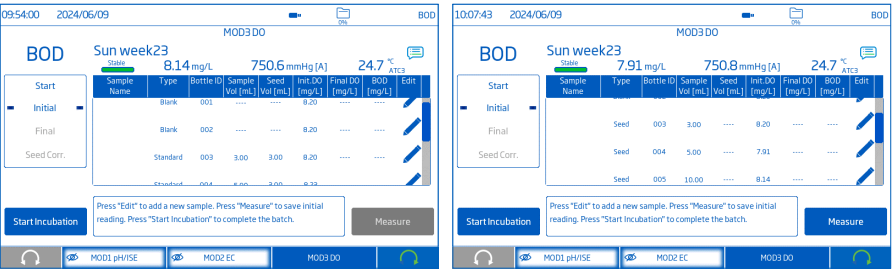 09:54:00 2024/06/09 0% BOD
MOD3 DO
BOD
Sun week23
Stable 8.14 mg/L 750.6 mmHg [A] 24.7 °C ATC3
Start
Initial
Final
Seed Corr.
Sample Name Type Bottle ID Sample Vol [mL] Seed Vol [mL] Init.DO [mg/L] Final DO [mg/L] BOD [mg/L] Edit
Blank 001 ---- ---- 8.20 ---- ----
Blank 002 ---- ---- 8.20 ---- ----
Standard 003 3.00 3.00 8.20 ---- ----
Standard 004 6.00 3.00 8.23 ---- ----
Start Incubation
Press "Edit" to add a new sample. Press "Measure" to save initial
reading. Press "Start Incubation" to complete the batch.
Measure
MOD1 pH/ISE MOD2 EC MOD3 DO
10:07:43 2024/06/09 0% BOD
MOD3 DO
BOD
Sun week23
Stable 7.91 mg/L 750.8 mmHg [A] 24.7 °C ATC3
Start
Initial
Final
Seed Corr.
Sample Name Type Bottle ID Sample Vol [mL] Seed Vol [mL] Init.DO [mg/L] Final DO [mg/L] BOD [mg/L] Edit
Seed 003 3.00 ---- 8.20 ---- ----
Seed 004 5.00 ---- 7.91 ---- ----
Seed 005 10.00 ---- 8.14 ---- ----
Start Incubation
Press "Edit" to add a new sample. Press "Measure" to save initial
reading. Press "Start Incubation" to complete the batch.
Measure
MOD1 pH/ISE MOD2 EC MOD3 DO